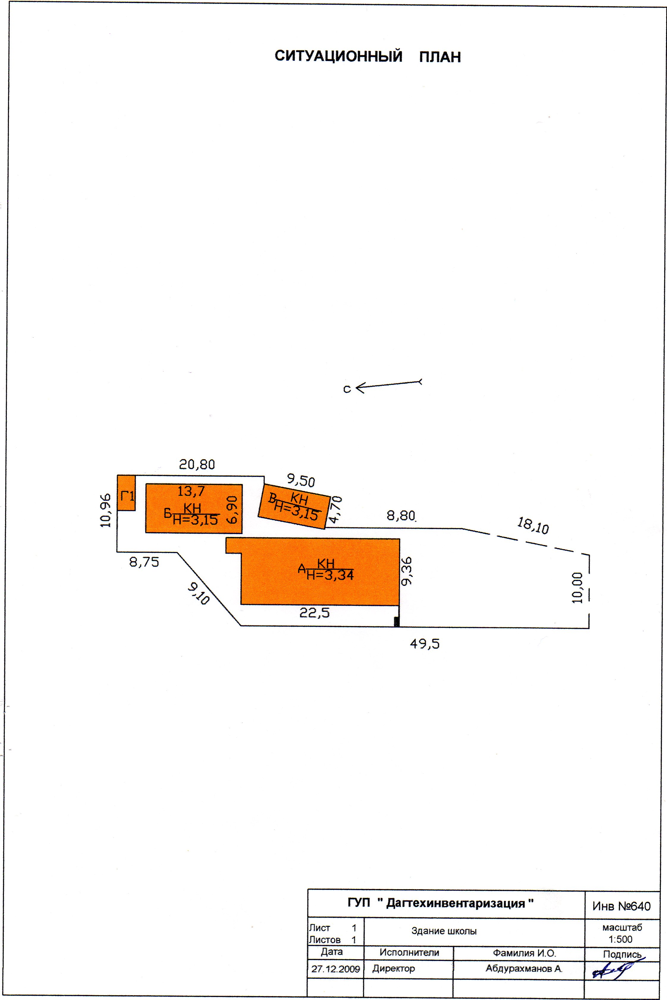 СИТУАЦИОННЫЙ ПЛАН
с
20,80
9,50
10,96
Г1
13,7
Б КН
Н=3,15
6,90
В КН
Н=3,15
4,70
8,80
18,10
8,75
9,10
А КН
Н=3,34
9,36
10,00
22,5
49,5
ГУП " Дагтехинвентаризация "
Инв №640
Лист 1
Листов 1
Здание школы
масштаб
1:500
Дата
Исполнители
Фамилия И.О.
Подпись
27.12.2009
Директор
Абдурахманов А.